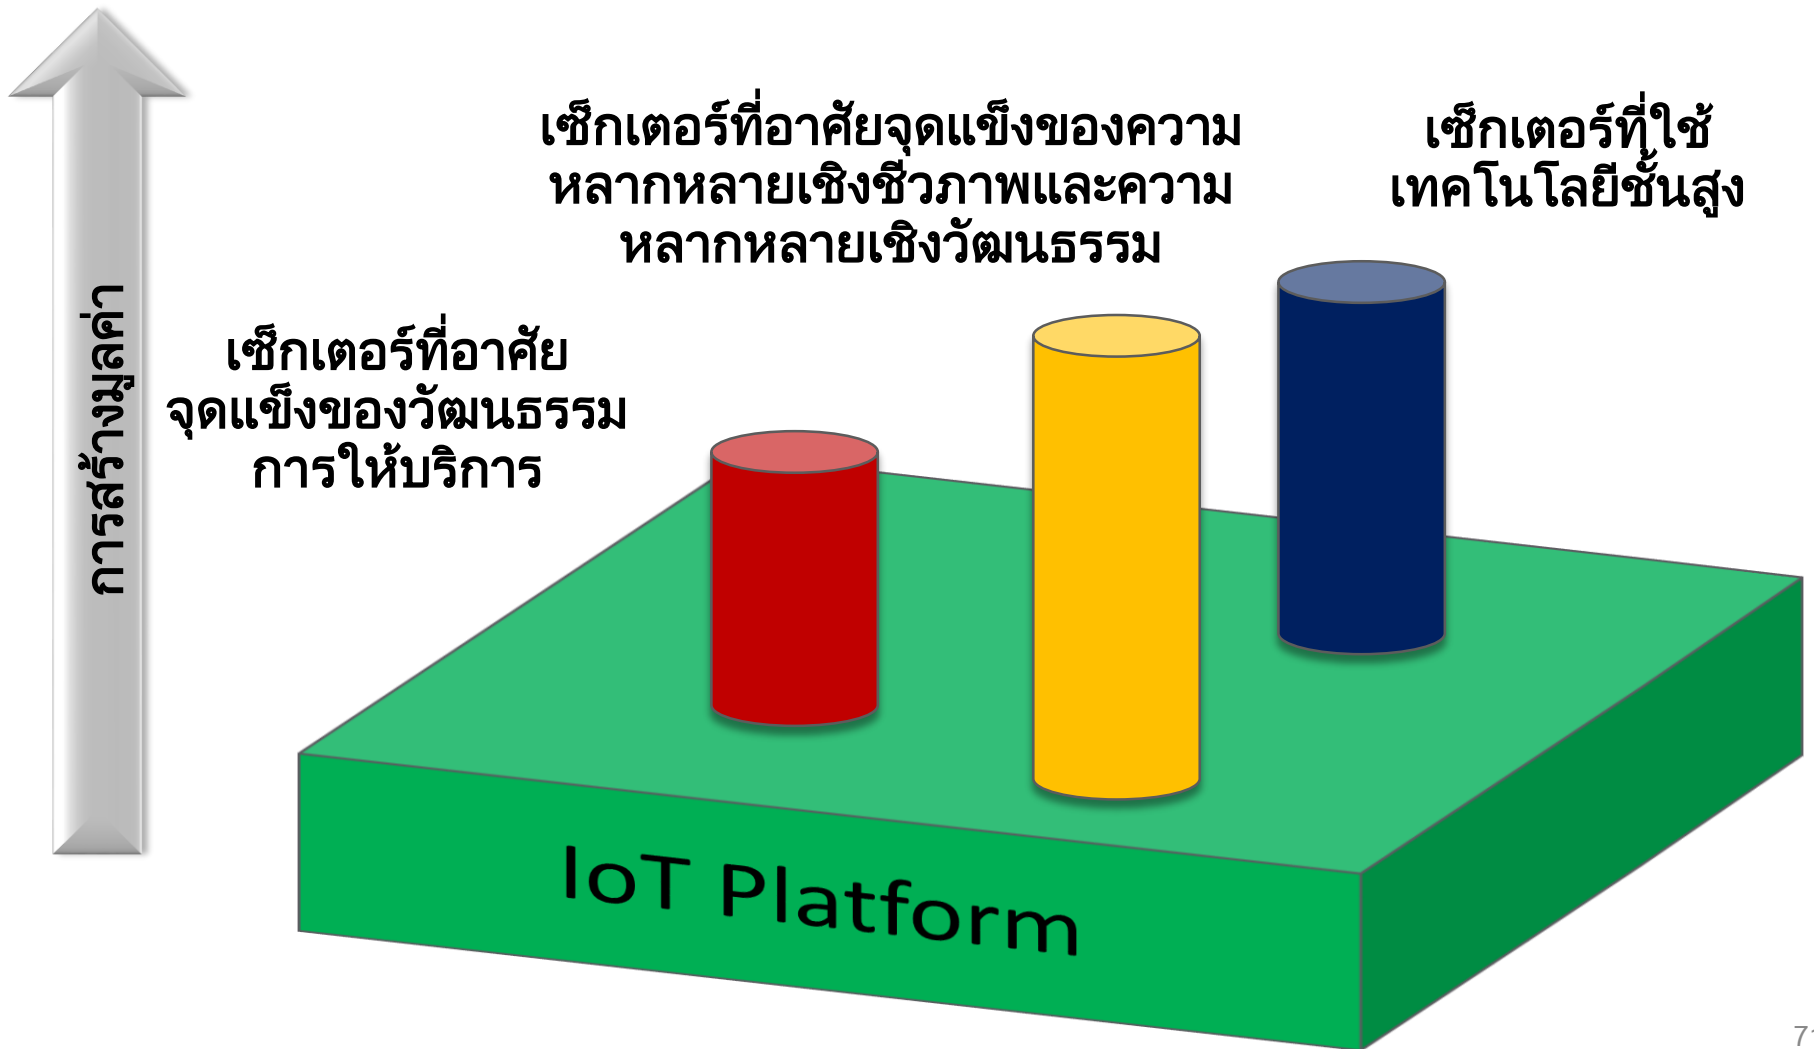 เซ็กเตอร์ที่อาศัยจุดแข็งของความ
หลากหลายเชิงชีวภาพและความ
หลากหลายเชิงวัฒนธรรม
เซ็กเตอร์ที่ใช้
เทคโนโลยีชั้นสูง
การสร้างมูลค่า
เซ็กเตอร์ที่อาศัย
จุดแข็งของวัฒนธรรม
การให้บริการ
IoT Platform